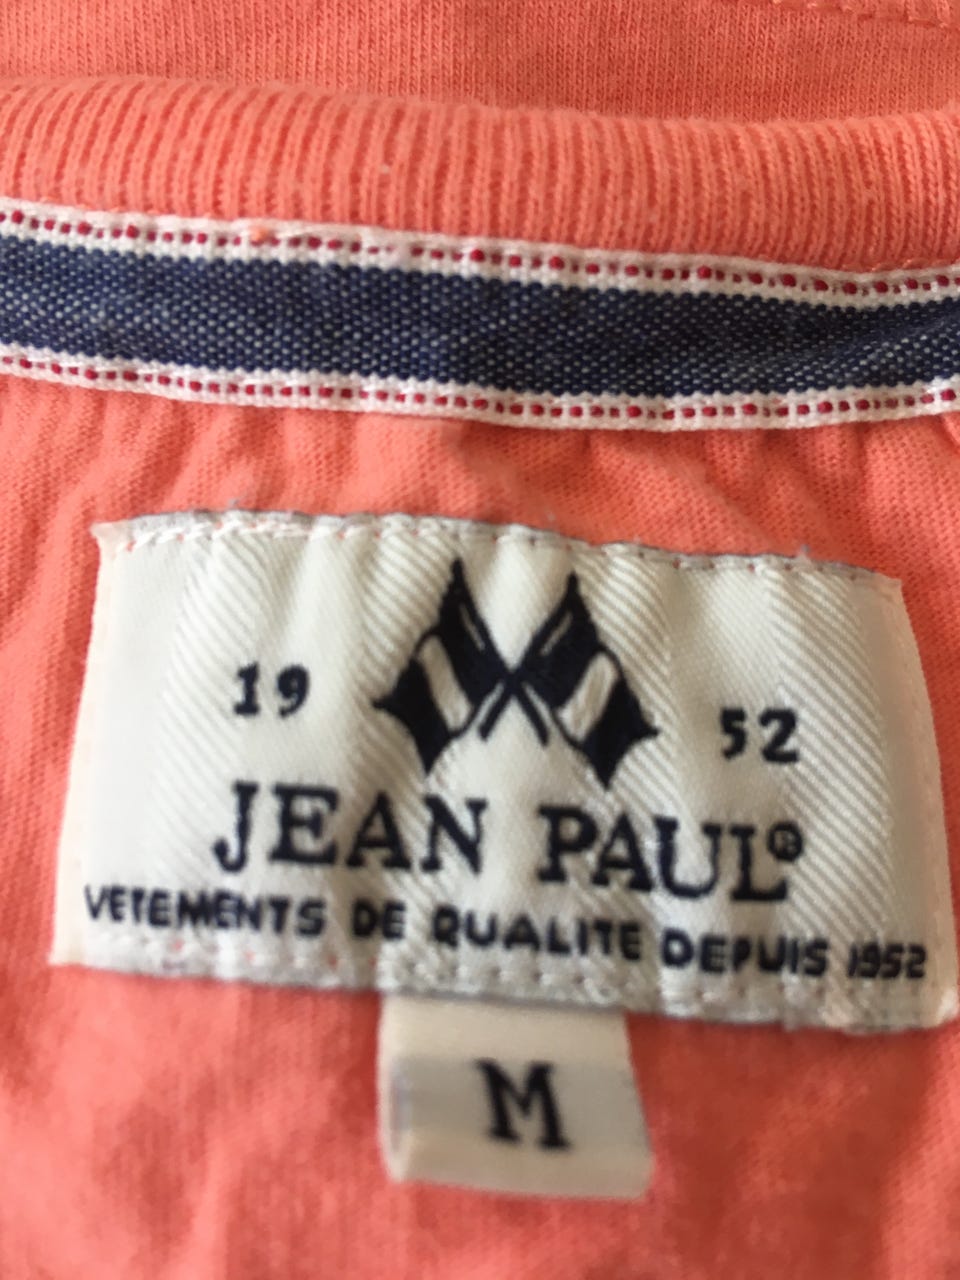 19 52
JEAN PAUL®
VETEMENTS DE QUALITE DEPUIS 1952
M